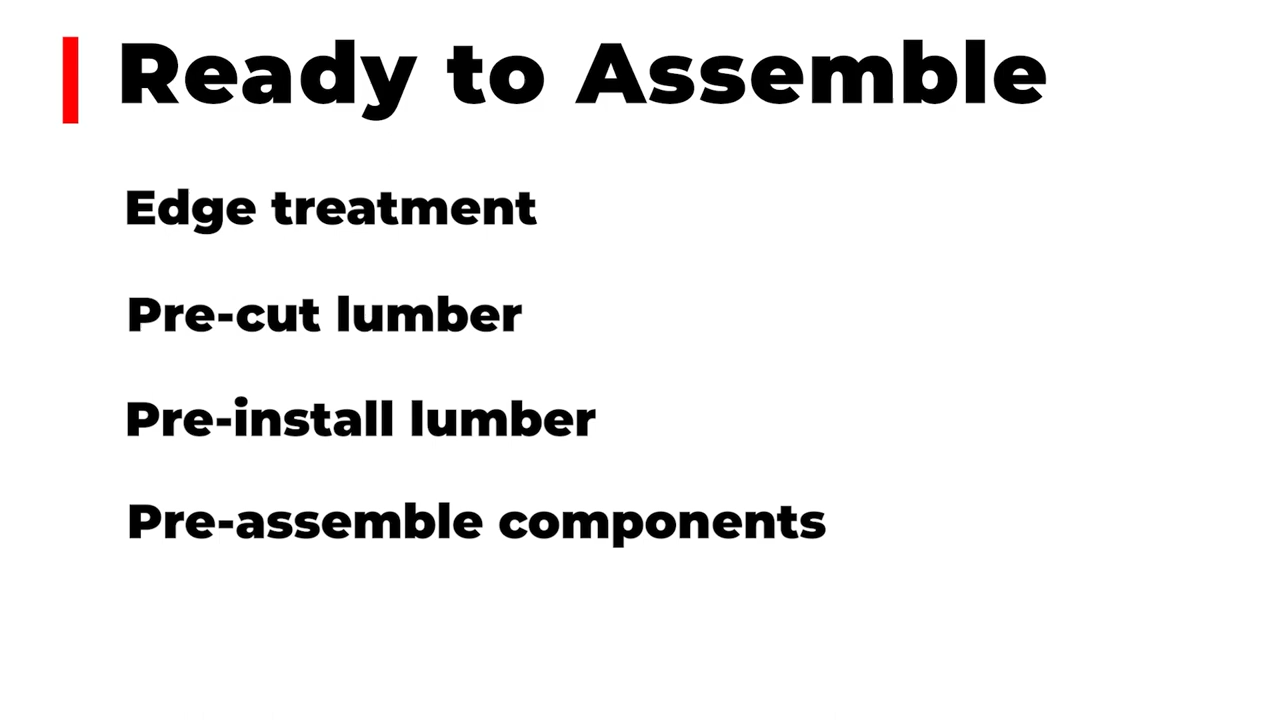 Ready to Assemble
Edge treatment
Pre-cut lumber
Pre-install lumber
Pre-assemble components